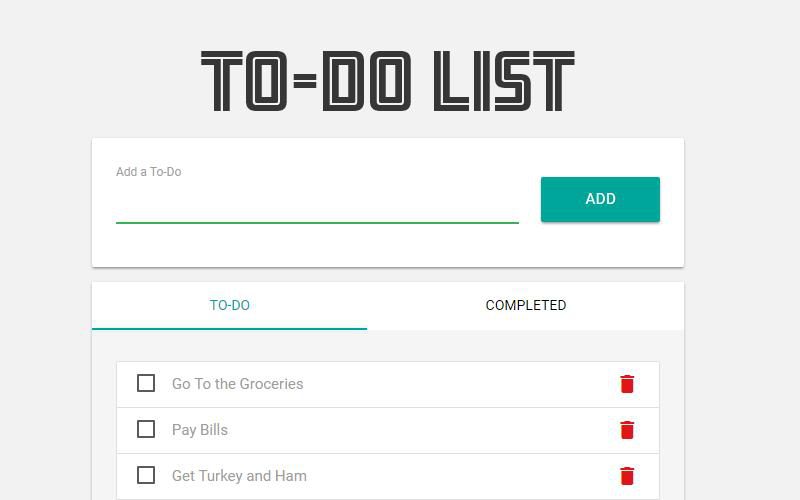 TO-DO LIST
Add a To-Do
ADD
TO-DO
COMPLETED
Go To the Groceries
Pay Bills
Get Turkey and Ham